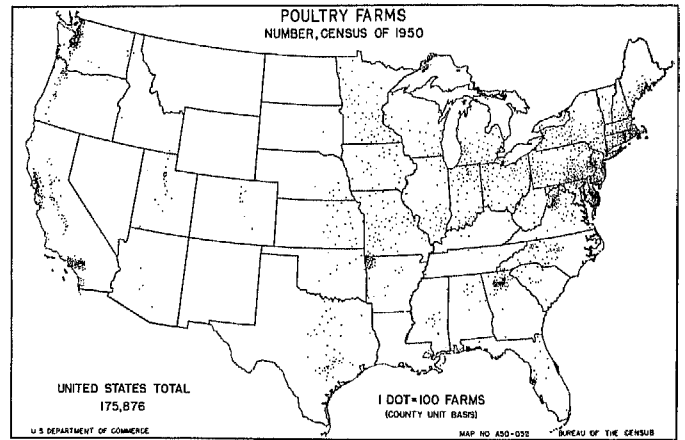 POULTRY FARMS
NUMBER, CENSUS OF 1950
UNITED STATES TOTAL
175,876
1 DOT=100 FARMS
(COUNTY UNIT BASIS)
U S DEPARTMENT OF COMMERCE
MAP NO A50-052
BUREAU OF THE CENSUS